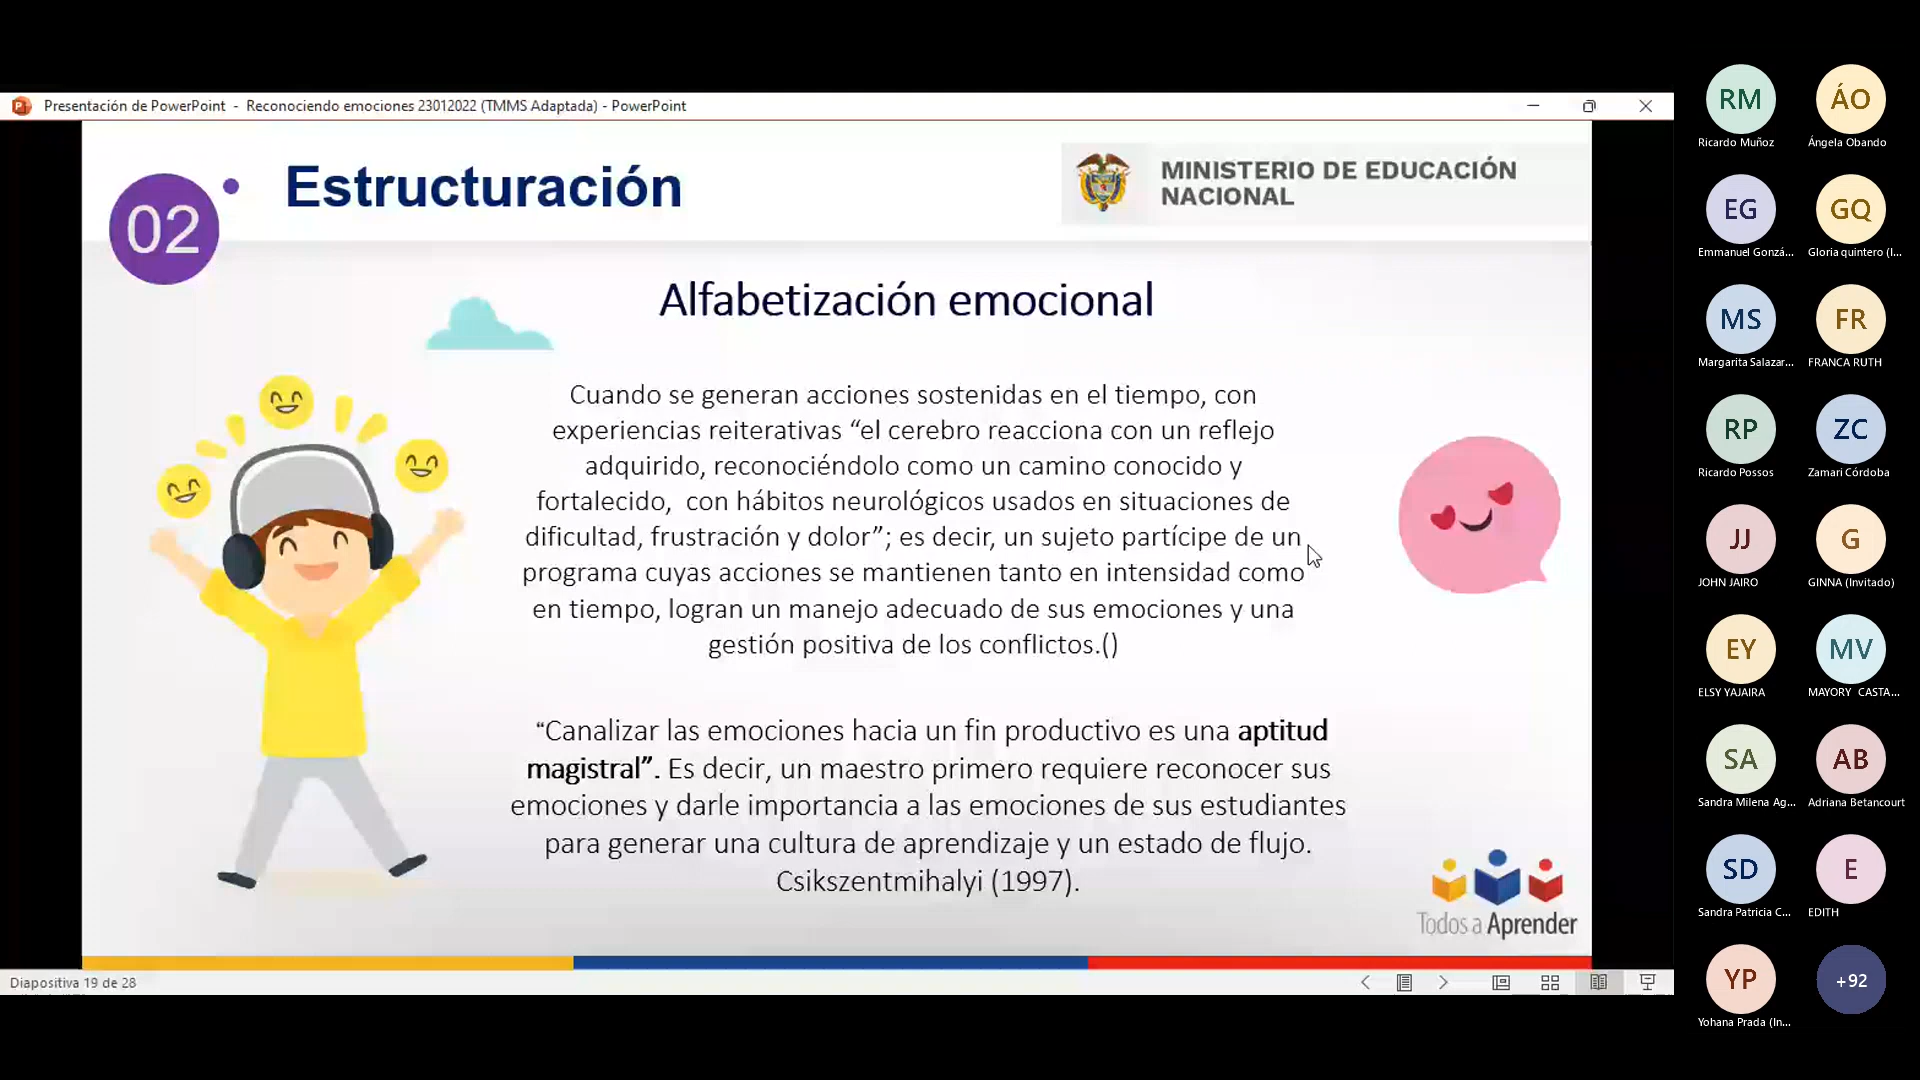 Presentación de PowerPoint - Reconociendo emociones 23012022 (TMMS Adaptada) - PowerPoint
02
Estructuración
MINISTERIO DE EDUCACIÓN
NACIONAL
Alfabetización emocional
Cuando se generan acciones sostenidas en el tiempo, con
experiencias reiterativas “el cerebro reacciona con un reflejo
adquirido, reconociéndolo como un camino conocido y
fortalecido, con hábitos neurológicos usados en situaciones de
dificultad, frustración y dolor”; es decir, un sujeto partícipe de un
programa cuyas acciones se mantienen tanto en intensidad como
en tiempo, logran un manejo adecuado de sus emociones y una
gestión positiva de los conflictos.()
“Canalizar las emociones hacia un fin productivo es una aptitud
magistral”. Es decir, un maestro primero requiere reconocer sus
emociones y darle importancia a las emociones de sus estudiantes
para generar una cultura de aprendizaje y un estado de flujo.
Csikszentmihalyi (1997).
Todos a Aprender
Diapositiva 19 de 28
RM
Ricardo Muñoz
ÁO
Ángela Obando
EG
Emmanuel Gonzá...
GQ
Gloria quintero (I...
MS
Margarita Salazar...
FR
FRANCA RUTH
RP
Ricardo Possos
ZC
Zamari Córdoba
JJ
JOHN JAIRO
G
GINNA (Invitado)
EY
ELSY YAJAIRA
MV
MAYORY CASTA...
SA
Sandra Milena Ag...
AB
Adriana Betancourt
SD
Sandra Patricia C...
E
EDITH
YP
Yohana Prada (In...
+92